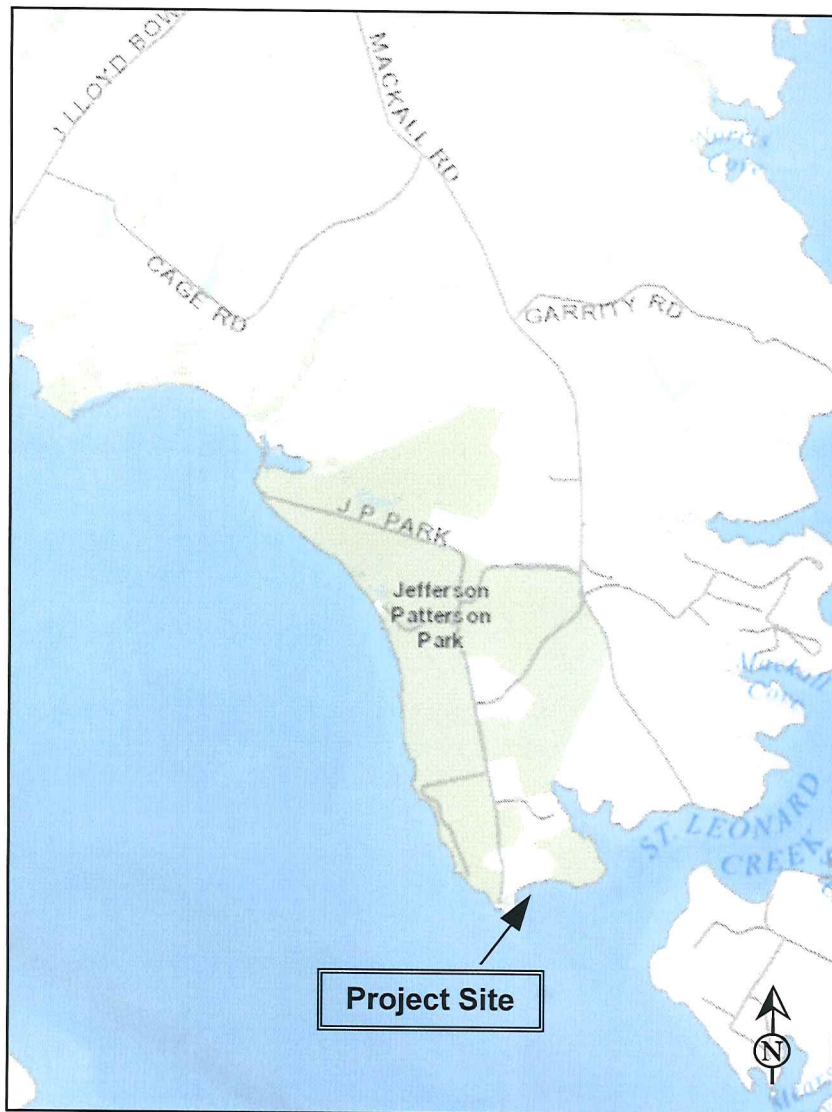 J LLOYD BOW
MACKALL RD
CAGE RD
GARRITY RD
J P PARK
Jefferson
Patterson
Park
ST. LEONARD
CREEK
Project Site
N